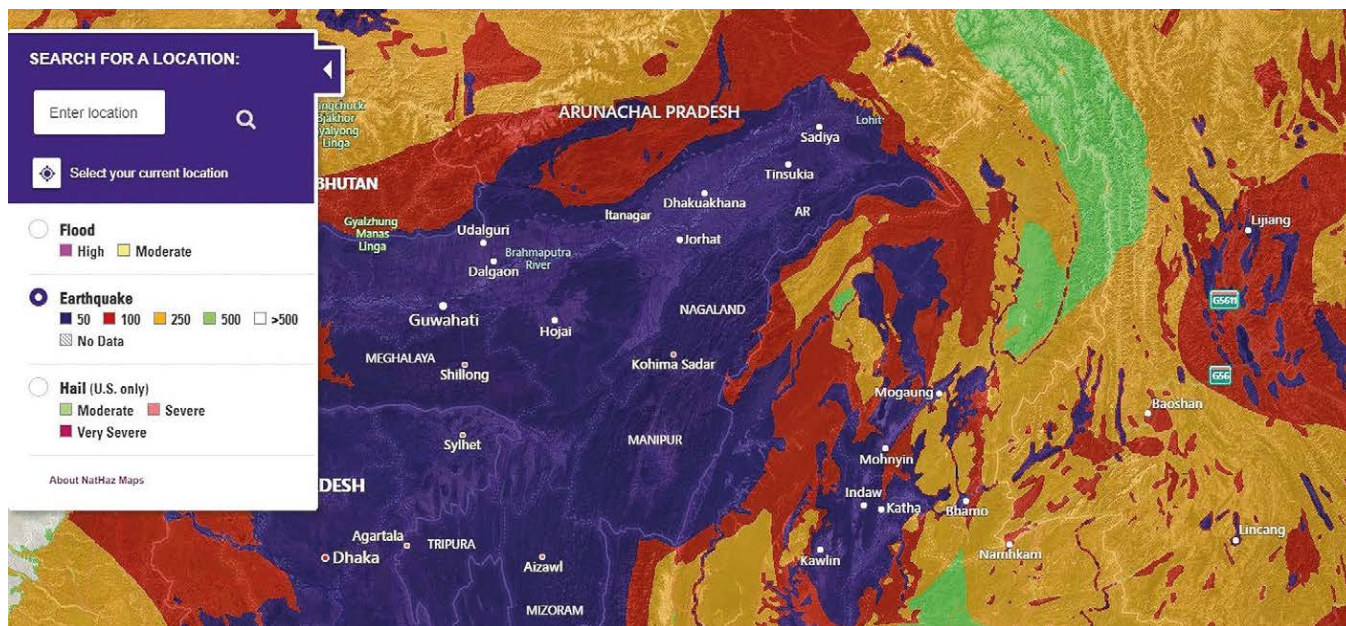 SEARCH FOR A LOCATION:
Enter location
Select your current location
Flood
High Moderate
Earthquake
50 100 250 500 >500
No Data
Hail (U.S. only)
Moderate Severe
Very Severe
About NatHaz Maps
Linga
ARUNACHAL PRADESH
Lohit
Sadiya
Tinsukia
BHUTAN
Dhakuakhana
Itanagar
AR
Gyalzhung
Manas
Linga
Udalguri
Jorhat
Lijiang
Brahmaputra
River
Dalgaon
G5611
NAGALAND
Guwahati
Hojai
MEGHALAYA
Shillong
Kohima Sadar
G56
Mogaung
Baoshan
Sylhet
MANIPUR
Mohnyin
DESH
Indaw
Katha
Bhamo
Agartala
TRIPURA
Dhaka
Aizawl
Kawlin
Namhkam
Lincang
MIZORAM